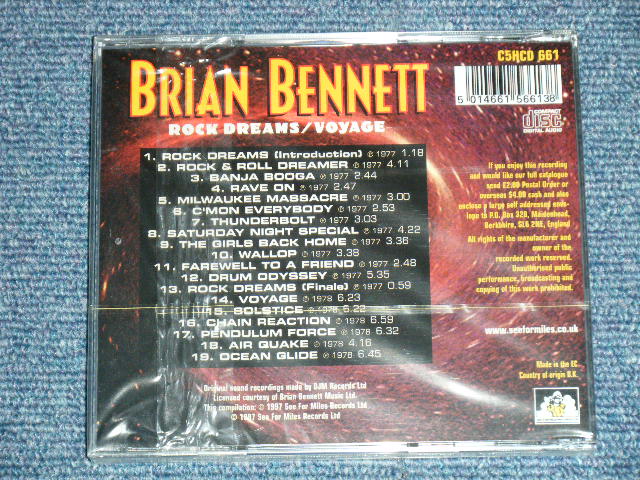 C5HCD 661
BRIAN BENNETT
ROCK DREAMS/VOYAGE
5 014661 566136
COMPACT
disc
DIGITAL AUDIO
1. ROCK DREAMS (Introduction) ℗ 1977 1.18
2. ROCK & ROLL DREAMER ℗ 1977 4.11
3. BANJA BOOGA ℗ 1977 2.44
4. RAVE ON ℗ 1977 2.47
5. MILWAUKEE MASSACRE ℗ 1977 3.00
6. C'MON EVERYBODY ℗ 1977 2.53
7. THUNDERBOLT ℗ 1977 3.03
8. SATURDAY NIGHT SPECIAL ℗ 1977 4.22
9. THE GIRLS BACK HOME ℗ 1977 3.36
10. WALLOP ℗ 1977 3.38
11. FAREWELL TO A FRIEND ℗ 1977 2.48
12. DRUM ODYSSEY ℗ 1977 5.35
13. ROCK DREAMS (Finale) ℗ 1977 0.59
14. VOYAGE ℗ 1978 6.23
15. SOLSTICE ℗ 1978 6.22
16. CHAIN REACTION ℗ 1978 6.59
17. PENDULUM FORCE ℗ 1978 6.32
18. AIR QUAKE ℗ 1978 4.16
19. OCEAN GLIDE ℗ 1978 6.45
If you enjoy this recording
and would like our full catalogue
send £2:00 Postal Order or
overseas $4.00 cash and also
enclose a large self addressed envelope
to P.O. Box 328, Maidenhead,
Berkshire, SL6 2NE, England
All rights of the manufacturer and
owner of the
recorded work reserved.
Unauthorised public
performance, broadcasting and
copying of this work prohibited.
www.seeformiles.co.uk
Made in the EC.
Country of origin U.K.
Original sound recordings made by DJM Records Ltd
Licensed courtesy of Brian Bennett Music Ltd.
This compilation: ℗ 1997 See For Miles Records Ltd
© 1997 See For Miles Records Ltd